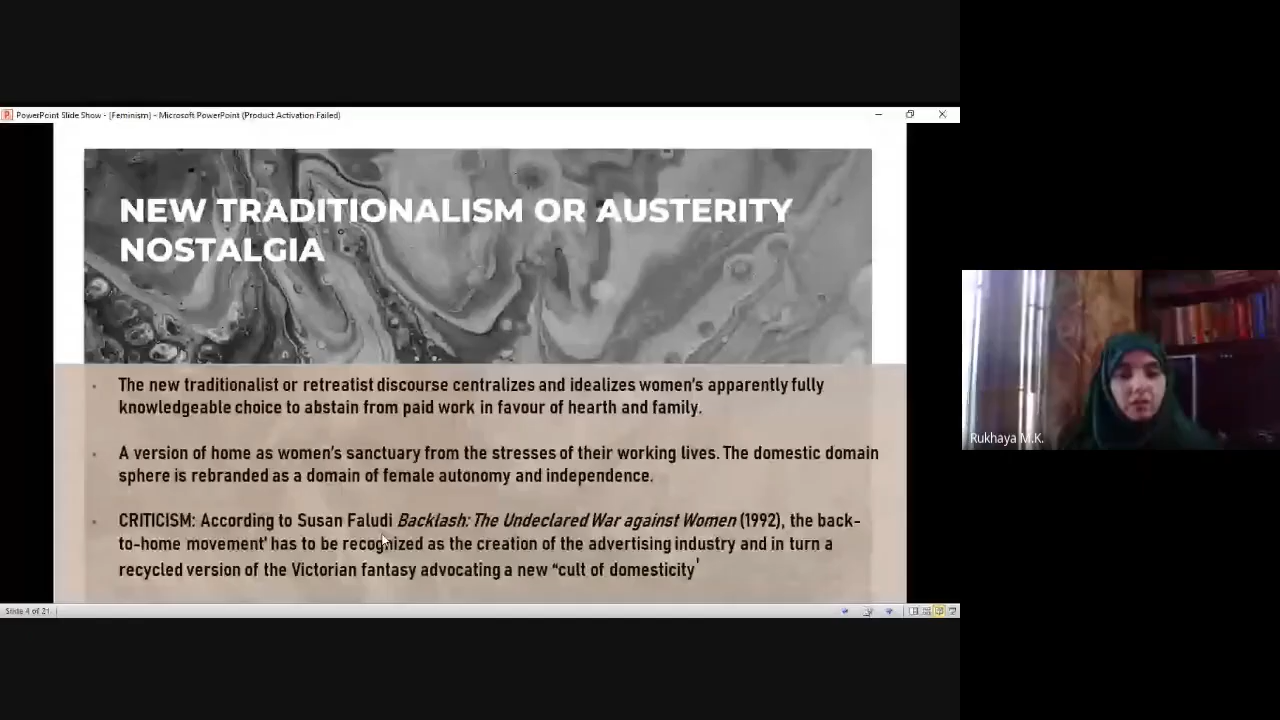 PowerPoint Slide Show - [Feminism] - Microsoft PowerPoint (Product Activation Failed)
NEW TRADITIONALISM OR AUSTERITY
NOSTALGIA
The new traditionalist or retreatist discourse centralizes and idealizes women's apparently fully
knowledgeable choice to abstain from paid work in favour of hearth and family.
A version of home as women's sanctuary from the stresses of their working lives. The domestic domain
sphere is rebranded as a domain of female autonomy and independence.
CRITICISM: According to Susan Faludi Backlash: The Undeclared War against Women (1992), the back-
to-home movement' has to be recognized as the creation of the advertising industry and in turn a
recycled version of the Victorian fantasy advocating a new “cult of domesticity'
Rukhaya M.K.
Slide 4 of 21